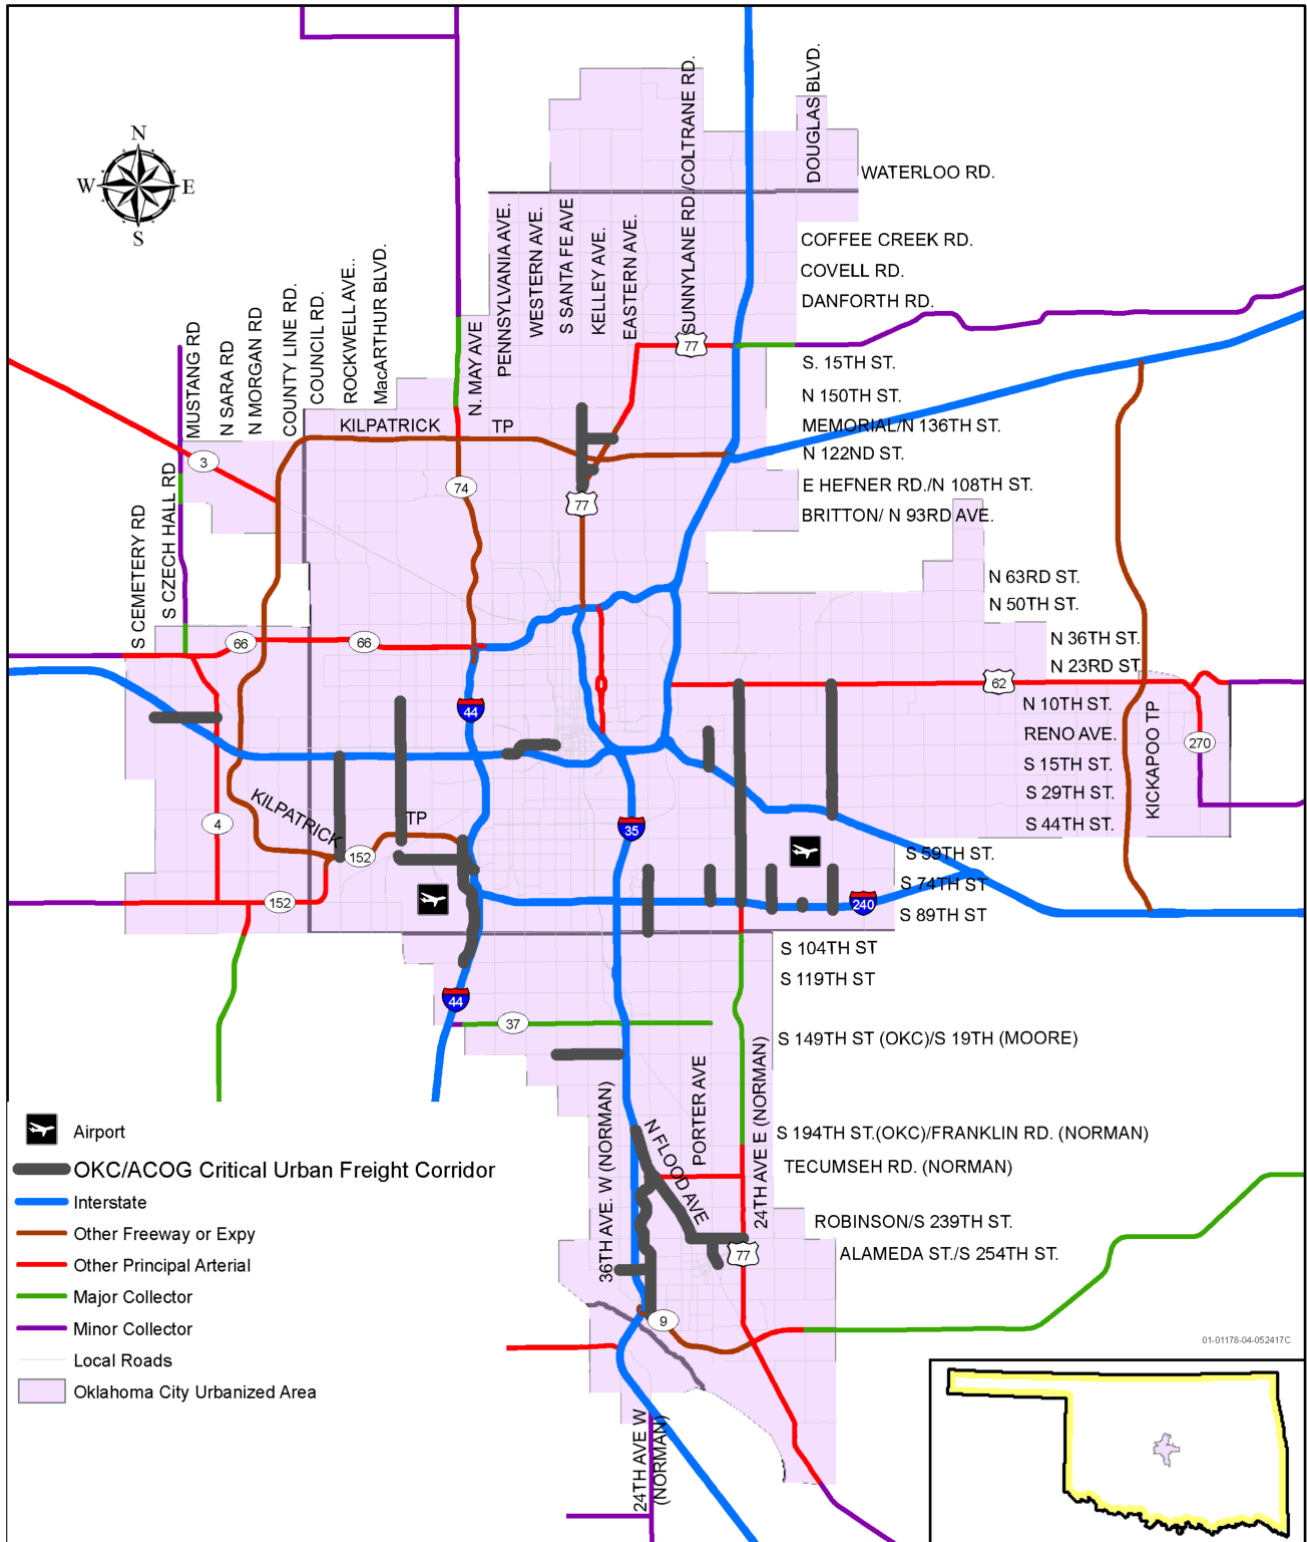 N
W
E
S
SUNNYLANE RD./COLTRANE RD.
DOUGLAS BLVD.
WATERLOO RD.
PENNSYLVANIA AVE.
WESTERN AVE.
S SANTA FE AVE
KELLEY AVE.
EASTERN AVE.
COFFEE CREEK RD.
COVELL RD.
DANFORTH RD.
MUSTANG RD
N SARA RD
N MORGAN RD
COUNTY LINE RD.
COUNCIL RD.
ROCKWELL AVE..
MacARTHUR BLVD.
N. MAY AVE
77
S. 15TH ST.
N 150TH ST.
KILPATRICK
TP
MEMORIAL/N 136TH ST.
N 122ND ST.
3
74
77
E HEFNER RD./N 108TH ST.
BRITTON/ N 93RD AVE.
S CEMETERY RD
S CZECH HALL RD
N 63RD ST.
N 50TH ST.
66
66
N 36TH ST.
N 23RD ST.
62
44
N 10TH ST.
RENO AVE.
270
S 15TH ST.
KICKAPOO TP
S 29TH ST.
S 44TH ST.
KILPATRICK
TP
4
35
152
S 59TH ST.
S 74TH ST
152
240
S 89TH ST
S 104TH ST
S 119TH ST
44
37
S 149TH ST (OKC)/S 19TH (MOORE)
36TH AVE. W (NORMAN)
N FLOOD AVE
PORTER AVE
24TH AVE E (NORMAN)
S 194TH ST.(OKC)/FRANKLIN RD. (NORMAN)
TECUMSEH RD. (NORMAN)
ROBINSON/S 239TH ST.
77
ALAMEDA ST./S 254TH ST.
9
24TH AVE W
(NORMAN)
Airport
OKC/ACOG Critical Urban Freight Corridor
Interstate
Other Freeway or Expy
Other Principal Arterial
Major Collector
Minor Collector
Local Roads
Oklahoma City Urbanized Area
01-01178-04-052417C